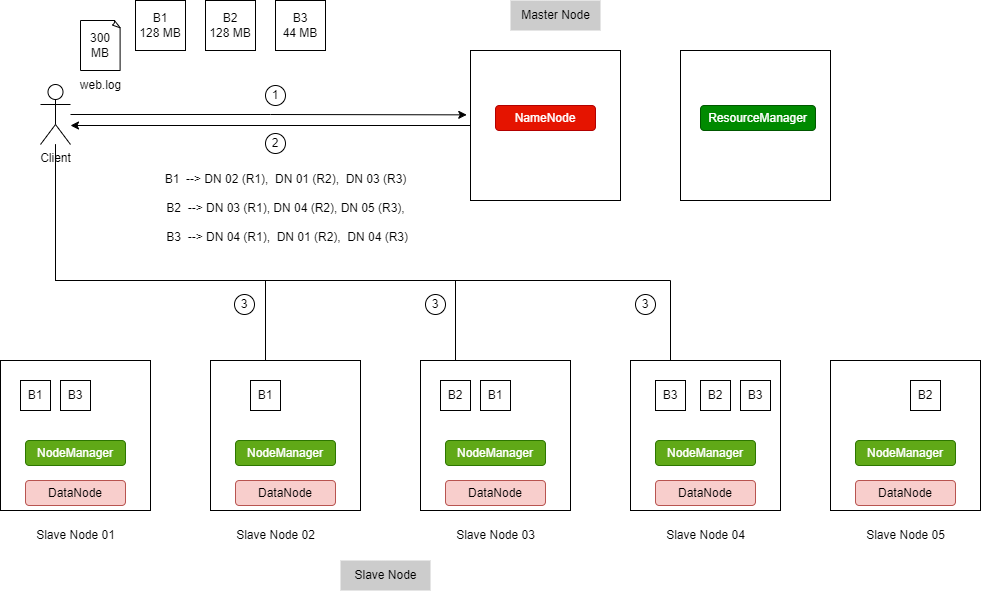 B1
128 MB
B2
128 MB
B3
44 MB
Master Node
300
MB
web.log
1
NameNode
ResourceManager
2
Client
B1 --> DN 02 (R1), DN 01 (R2), DN 03 (R3)
B2 --> DN 03 (R1), DN 04 (R2), DN 05 (R3),
B3 --> DN 04 (R1), DN 01 (R2), DN 04 (R3)
3
3
3
B1
B3
B1
B2
B1
B3
B2
B3
B2
NodeManager
NodeManager
NodeManager
NodeManager
NodeManager
DataNode
DataNode
DataNode
DataNode
DataNode
Slave Node 01
Slave Node 02
Slave Node 03
Slave Node 04
Slave Node 05
Slave Node